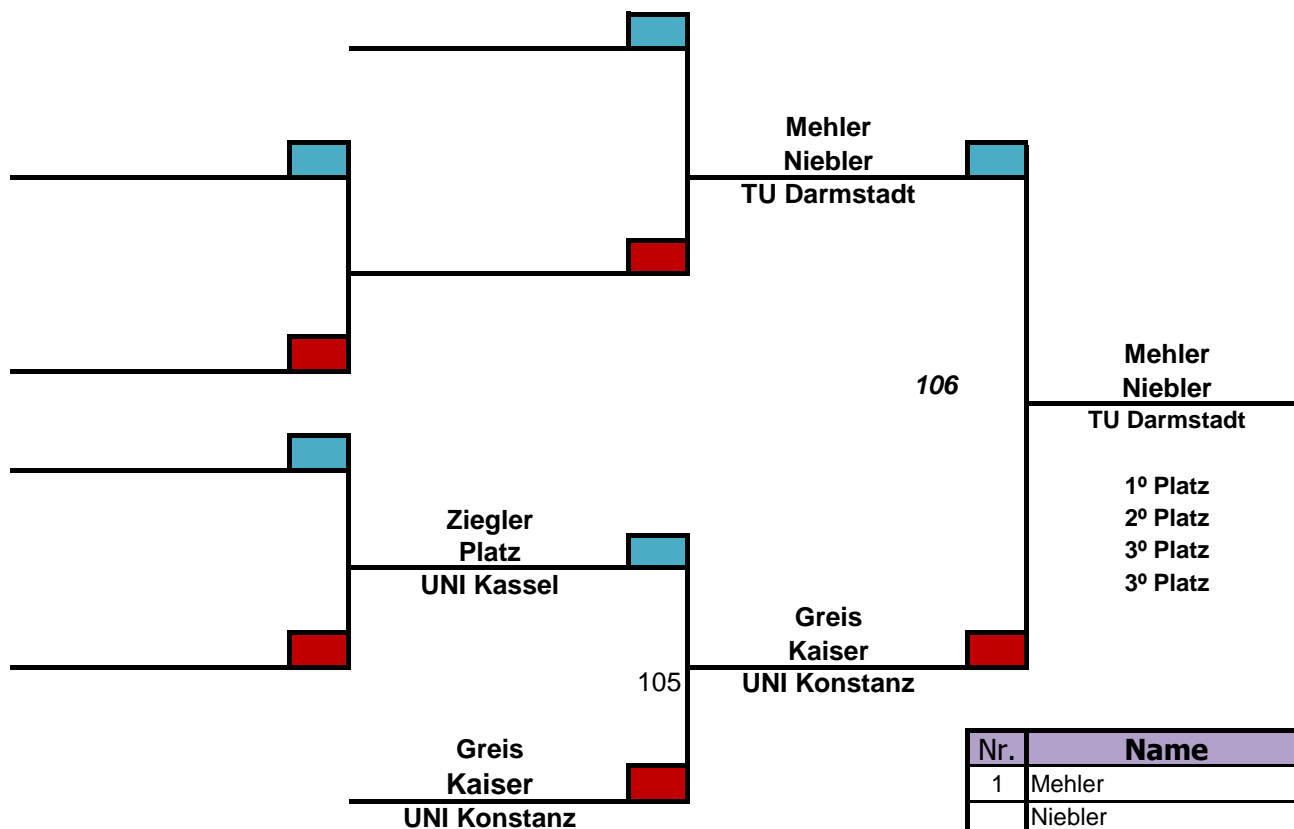 Mehler
Niebler
TU Darmstadt
106
Mehler
Niebler
TU Darmstadt
1º Platz
2º Platz
3º Platz
3º Platz
Ziegler
Platz
UNI Kassel
Greis
Kaiser
UNI Konstanz
105
Greis
Kaiser
UNI Konstanz
Nr. Name
1 Mehler
Niebler